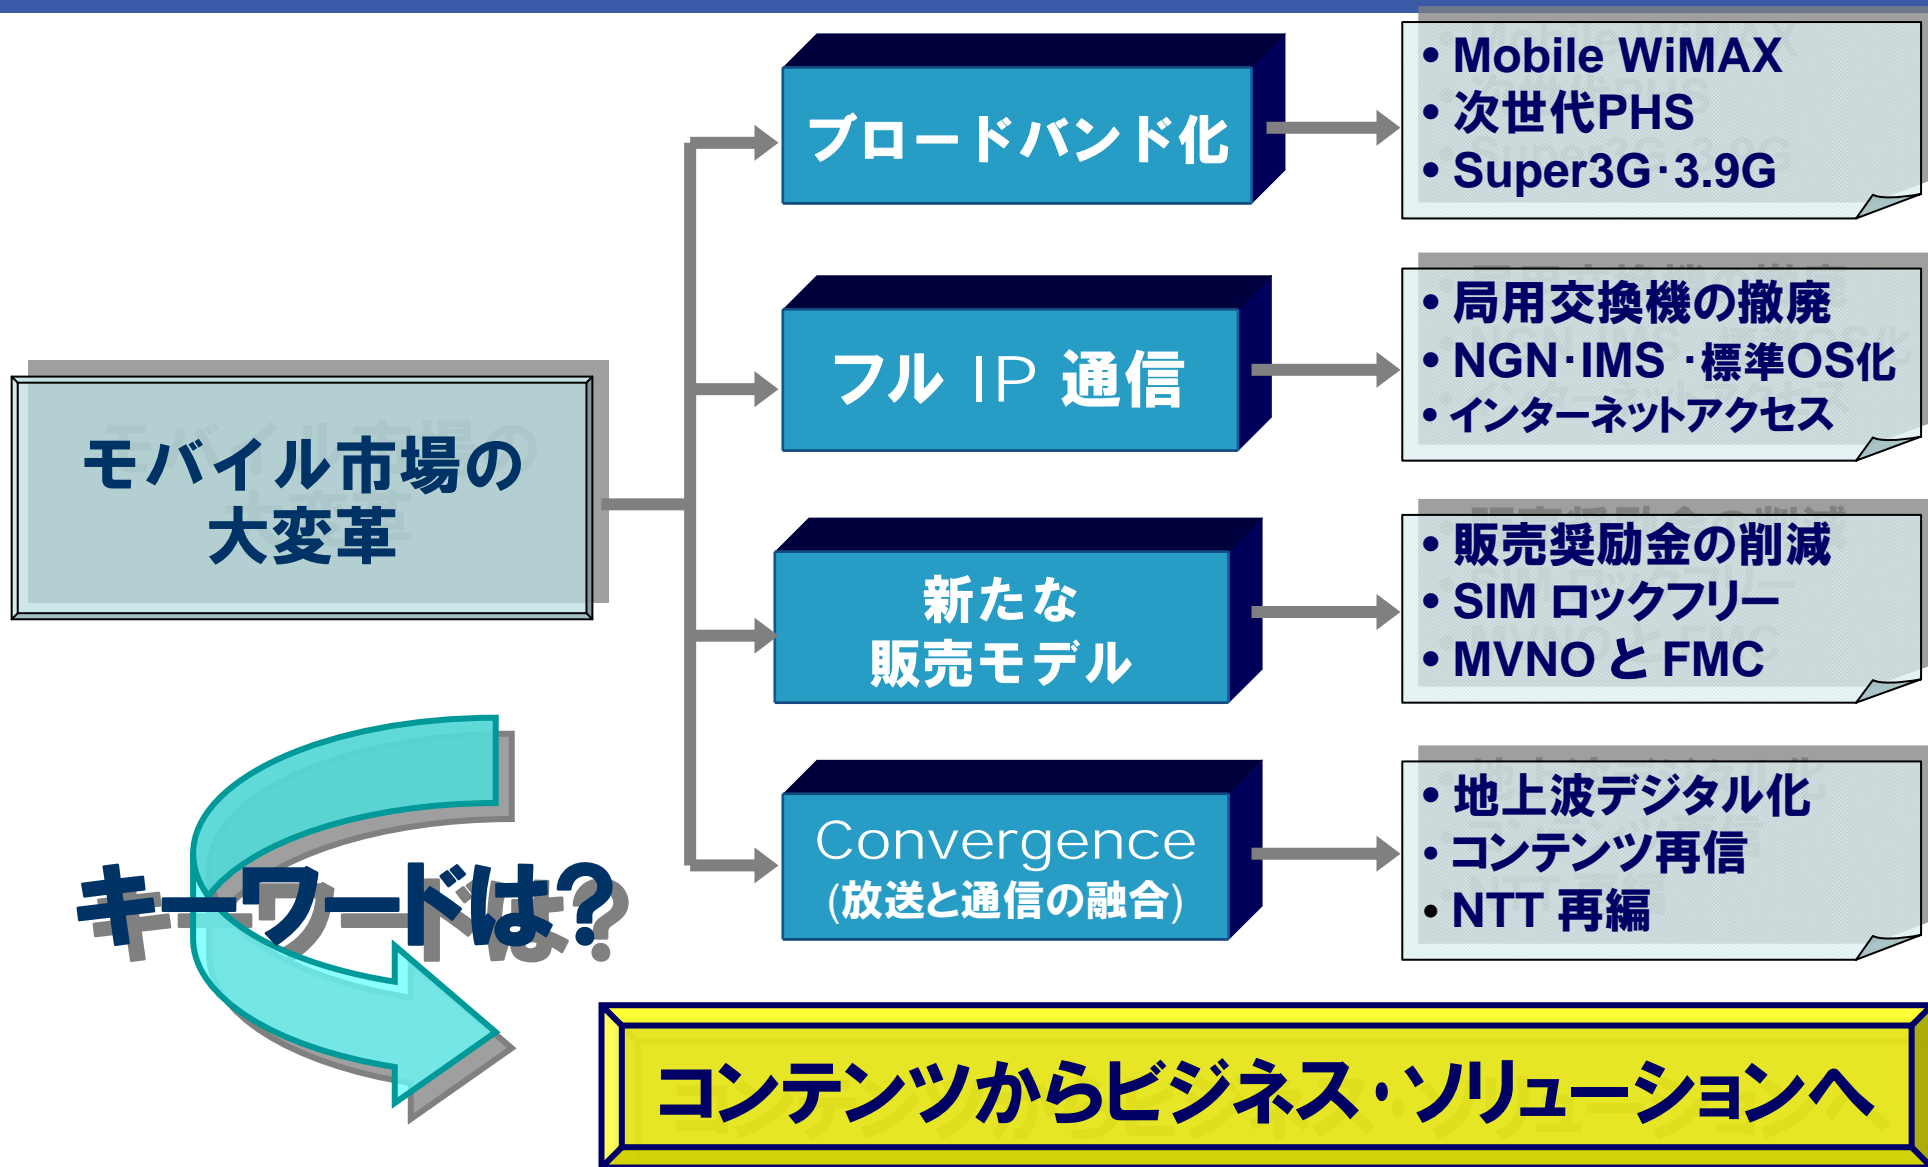 モバイル市場の
大変革
ブロードバンド化
• Mobile WiMAX
• 次世代PHS
• Super3G・3.9G
フル IP 通信
• 局用交換機の撤廃
• NGN・IMS ・標準OS化
• インターネットアクセス
新たな
販売モデル
• 販売奨励金の削減
• SIM ロックフリー
• MVNO と FMC
Convergence
(放送と通信の融合)
• 地上波デジタル化
• コンテンツ再信
• NTT 再編
キーワードは?
コンテンツからビジネス・ソリューションへ